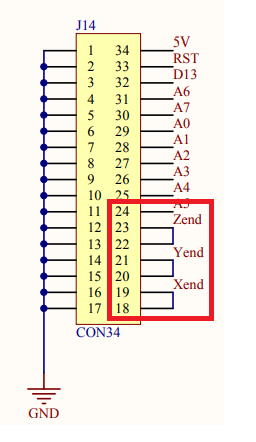 J14
1 34 5V
2 33 RST
3 32 D13
4 31 A6
5 30 A7
6 29 A0
7 28 A1
8 27 A2
9 26 A3
10 25 A4
11 24 A5
12 23 Zend
13 22
14 21 Yend
15 20
16 19 Xend
17 18
CON34
GND